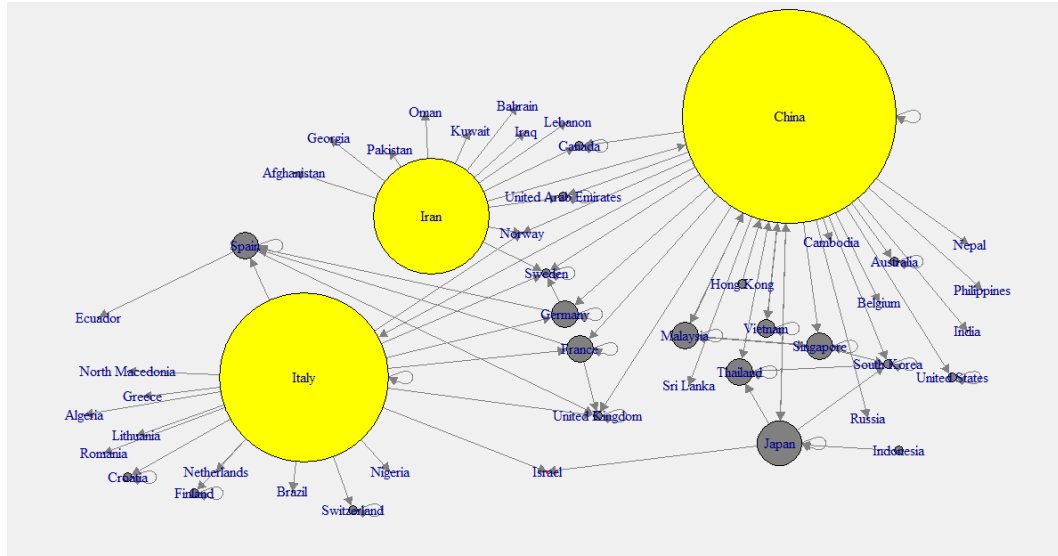 Bahrain
Oman
China
Lebanon
Kuwait
Iraq
Georgia
Canada
Pakistan
Afghanistan
United Arab Emirates
Iran
Norway
Cambodia
Spain
Nepal
Australia
Sweden
Hong Kong
Philippines
Belgium
Germany
Ecuador
Vietnam
India
Malaysia
Singapore
France
South Korea
North Macedonia
Thailand
Italy
United States
Sri Lanka
Greece
Algeria
United Kingdom
Russia
Lithuania
Japan
Indonesia
Romania
Netherlands
Nigeria
Israel
Croatia
Finland
Brazil
Switzerland